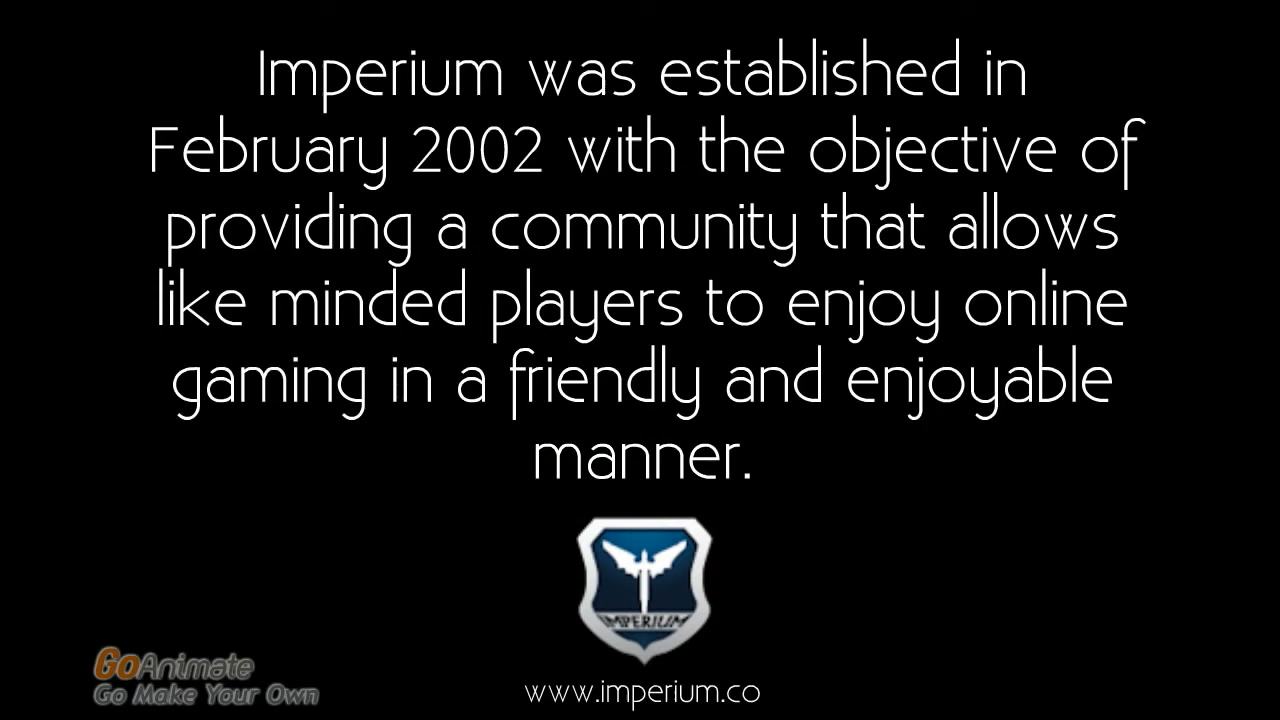 Imperium was established in
February 2002 with the objective of
providing a community that allows
like minded players to enjoy online
gaming in a friendly and enjoyable
manner.
IMPERIUM
GoAnimate
Go Make Your Own
www.imperium.co